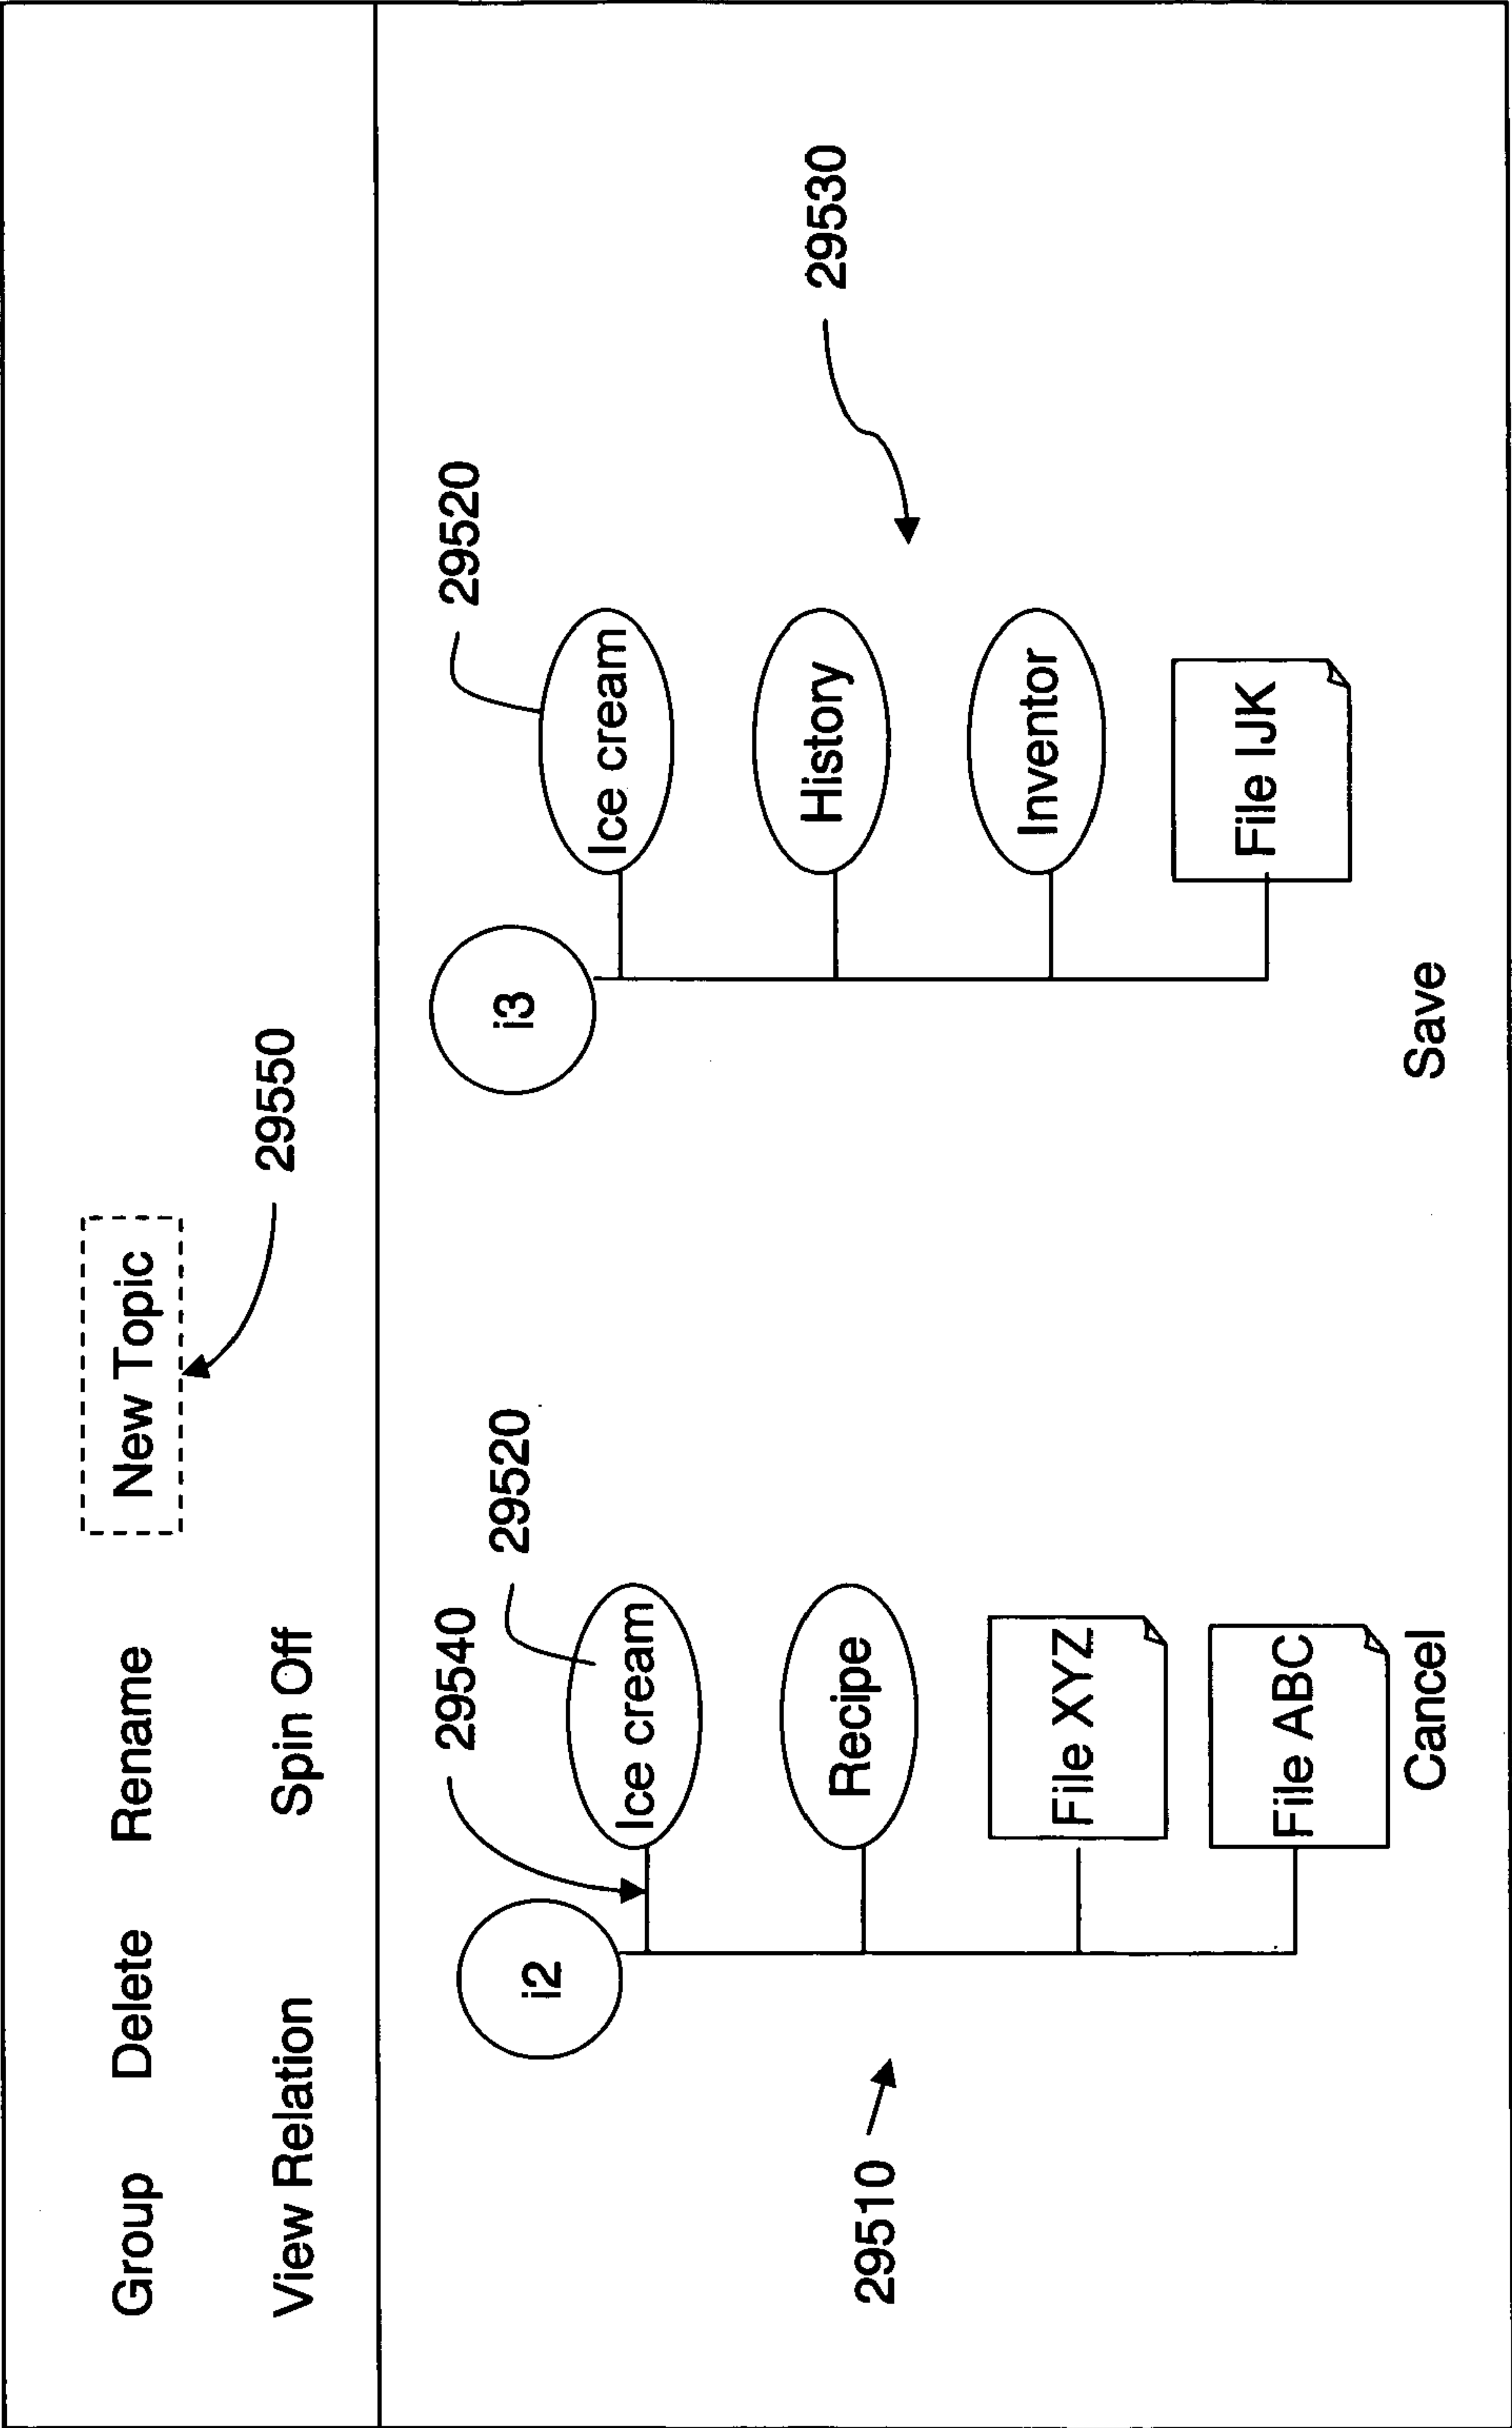 Group Delete Rename New Topic
View Relation Spin Off
29550
29540
29520
29520
i2
Ice cream
Recipe
File XYZ
File ABC
29510
i3
Ice cream
History
Inventor
File IJK
29530
Cancel Save